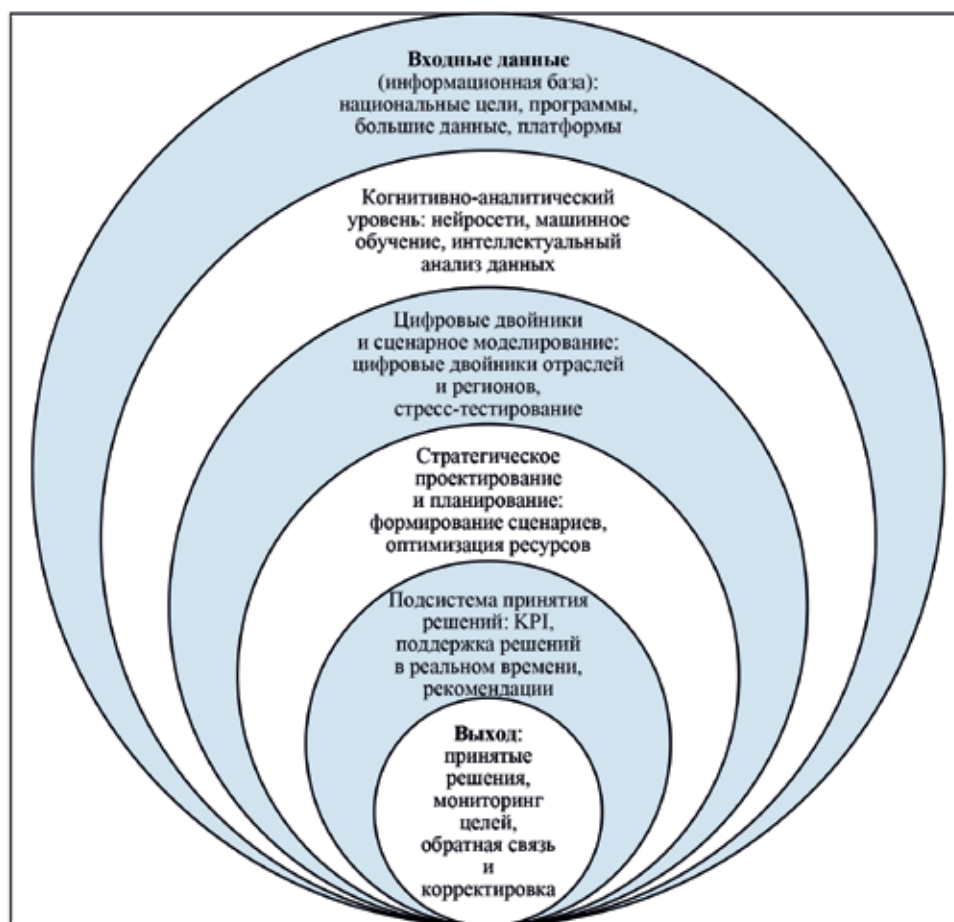 Входные данные
(информационная база):
национальные цели, программы,
большие данные, платформы
Когнитивно-аналитический
уровень: нейросети, машинное
обучение, интеллектуальный
анализ данных
Цифровые двойники
и сценарное моделирование:
цифровые двойники отраслей
и регионов,
стресс-тестирование
Стратегическое
проектирование
и планирование:
формирование сценариев,
оптимизация ресурсов
Подсистема принятия
решений: KPI,
поддержка решений
в реальном времени,
рекомендации
Выход:
принятые
решения,
мониторинг
целей,
обратная связь
и
корректировка